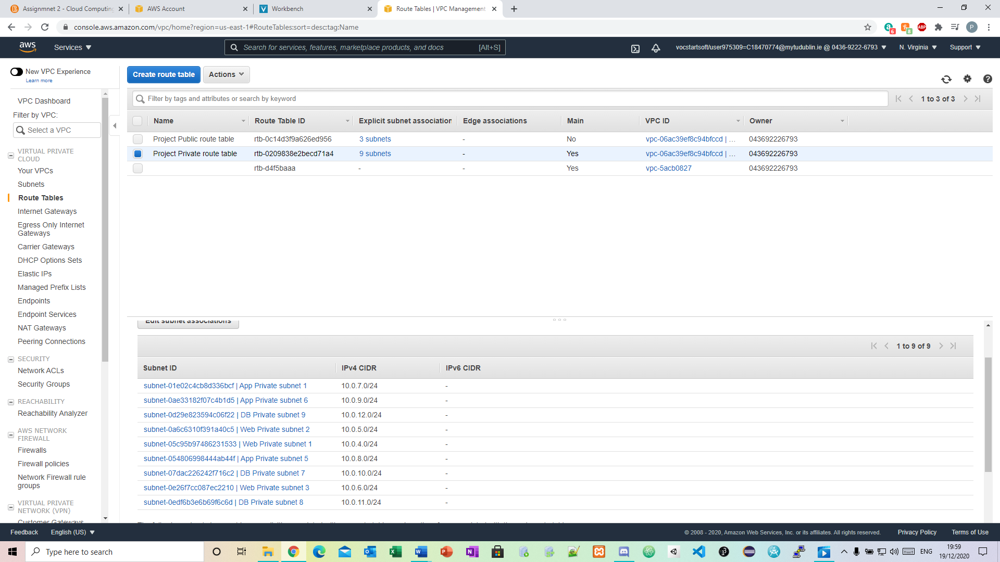 Assignmnet 2 - Cloud Computing
AWS Account
Workbench
Route Tables | VPC Management
console.aws.amazon.com/vpc/home?region=us-east-1#RouteTables:sort=desc:tag:Name
6
8
ABP
P
aws
Services
Search for services, features, marketplace products, and docs
[Alt+S]
vocstartsoft/user975309=C18470774@mytudublin.ie @ 0436-9222-6793
N. Virginia
Support
New VPC Experience
Learn more
Create route table
Actions
VPC Dashboard
Filter by VPC:
Select a VPC
VIRTUAL PRIVATE
CLOUD
Your VPCs
Subnets
Route Tables
Internet Gateways
Egress Only Internet
Gateways
Carrier Gateways
DHCP Options Sets
Elastic IPs
Managed Prefix Lists
Endpoints
Endpoint Services
NAT Gateways
Peering Connections
SECURITY
Network ACLs
Security Groups
REACHABILITY
Reachability Analyzer
AWS NETWORK
FIREWALL
Firewalls
Firewall policies
Network Firewall rule
groups
VIRTUAL PRIVATE
NETWORK (VPN)
Customer Gateways
Filter by tags and attributes or search by keyword
1 to 3 of 3
Name Route Table ID Explicit subnet association Edge associations Main VPC ID Owner
Project Public route table rtb-0c14d3f9a626ed956 3 subnets - No vpc-06ac39ef8c94bfccd | ... 043692226793
Project Private route table rtb-0209838e2becd71a4 9 subnets - Yes vpc-06ac39ef8c94bfccd | ... 043692226793
rtb-d4f5baaa - - Yes vpc-5acb0827 043692226793
Edit subnet associations
1 to 9 of 9
Subnet ID IPv4 CIDR IPv6 CIDR
subnet-01e02c4cb8d336bcf | App Private subnet 1 10.0.7.0/24 -
subnet-0ae33182f07c4b1d5 | App Private subnet 6 10.0.9.0/24 -
subnet-0d29e823594c06f22 | DB Private subnet 9 10.0.12.0/24 -
subnet-0a6c6310f391a40c5 | Web Private subnet 2 10.0.5.0/24 -
subnet-05c95b97486231533 | Web Private subnet 1 10.0.4.0/24 -
subnet-054806998444ab44f | App Private subnet 5 10.0.8.0/24 -
subnet-07dac226242f716c2 | DB Private subnet 7 10.0.10.0/24 -
subnet-0e26f7cc087ec2210 | Web Private subnet 3 10.0.6.0/24 -
subnet-0edf6b3e6b69f6c6d | DB Private subnet 8 10.0.11.0/24 -
Feedback
English (US)
© 2008 - 2020, Amazon Web Services, Inc. or its affiliates. All rights reserved.
Privacy Policy
Terms of Use
Type here to search
ENG
19:59
19/12/2020